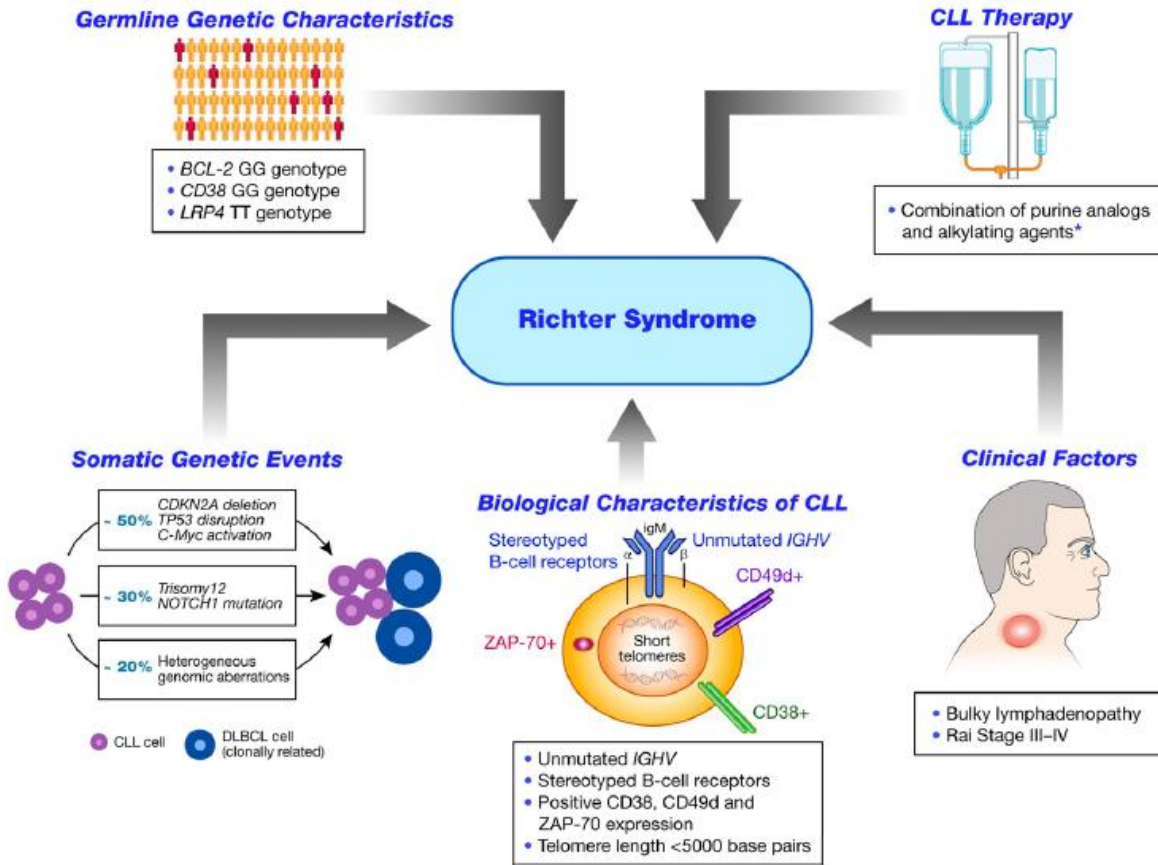 Germline Genetic Characteristics
• BCL-2 GG genotype
• CD38 GG genotype
• LRP4 TT genotype
CLL Therapy
• Combination of purine analogs
and alkylating agents*
Richter Syndrome
Somatic Genetic Events
~ 50% CDKN2A deletion
TP53 disruption
C-Myc activation
~ 30% Trisomy12
NOTCH1 mutation
~ 20% Heterogeneous
genomic aberrations
CLL cell
DLBCL cell
(clonally related)
Biological Characteristics of CLL
igM
Stereotyped
B-cell receptors
α
β
Unmutated IGHV
CD49d+
ZAP-70+
Short
telomeres
CD38+
• Unmutated IGHV
• Stereotyped B-cell receptors
• Positive CD38, CD49d and
ZAP-70 expression
• Telomere length <5000 base pairs
Clinical Factors
• Bulky lymphadenopathy
• Rai Stage III–IV